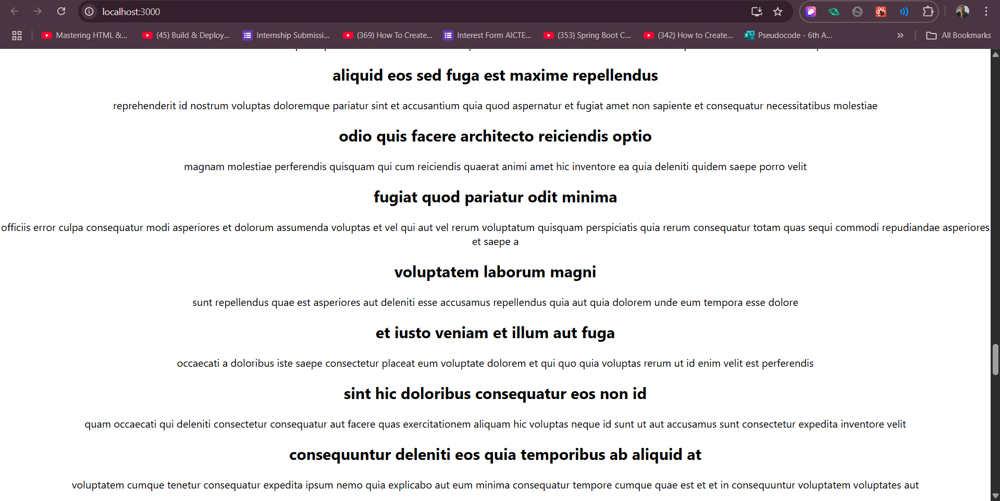 localhost:3000
Mastering HTML &...
(45) Build & Deploy...
Internship Submissi...
(369) How To Create...
Interest Form AICTE...
(353) Spring Boot C...
(342) How to Create...
Pseudocode - 6th A...
All Bookmarks
aliquid eos sed fuga est maxime repellendus
reprehenderit id nostrum voluptas doloremque pariatur sint et accusantium quia quod aspernatur et fugiat amet non sapiente et consequatur necessitatibus molestiae
odio quis facere architecto reiciendis optio
magnam molestiae perferendis quisquam qui cum reiciendis quaerat animi amet hic inventore ea quia deleniti quidem saepe porro velit
fugiat quod pariatur odit minima
officiis error culpa consequatur modi asperiores et dolorum assumenda voluptas et vel qui aut vel rerum voluptatum quisquam perspiciatis quia rerum consequatur totam quas sequi commodi repudiandae asperiores
et saepe a
voluptatem laborum magni
sunt repellendus quae est asperiores aut deleniti esse accusamus repellendus quia aut quia dolorem unde eum tempora esse dolore
et iusto veniam et illum aut fuga
occaecati a doloribus iste saepe consectetur placeat eum voluptate dolorem et qui quo quia voluptas rerum ut id enim velit est perferendis
sint hic doloribus consequatur eos non id
quam occaecati qui deleniti consectetur consequatur aut facere quas exercitationem aliquam hic voluptas neque id sunt ut aut accusamus sunt consectetur expedita inventore velit
consequuntur deleniti eos quia temporibus ab aliquid at
voluptatem cumque tenetur consequatur expedita ipsum nemo quia explicabo aut eum minima consequatur tempore cumque quae est et et in consequuntur voluptatem voluptates aut